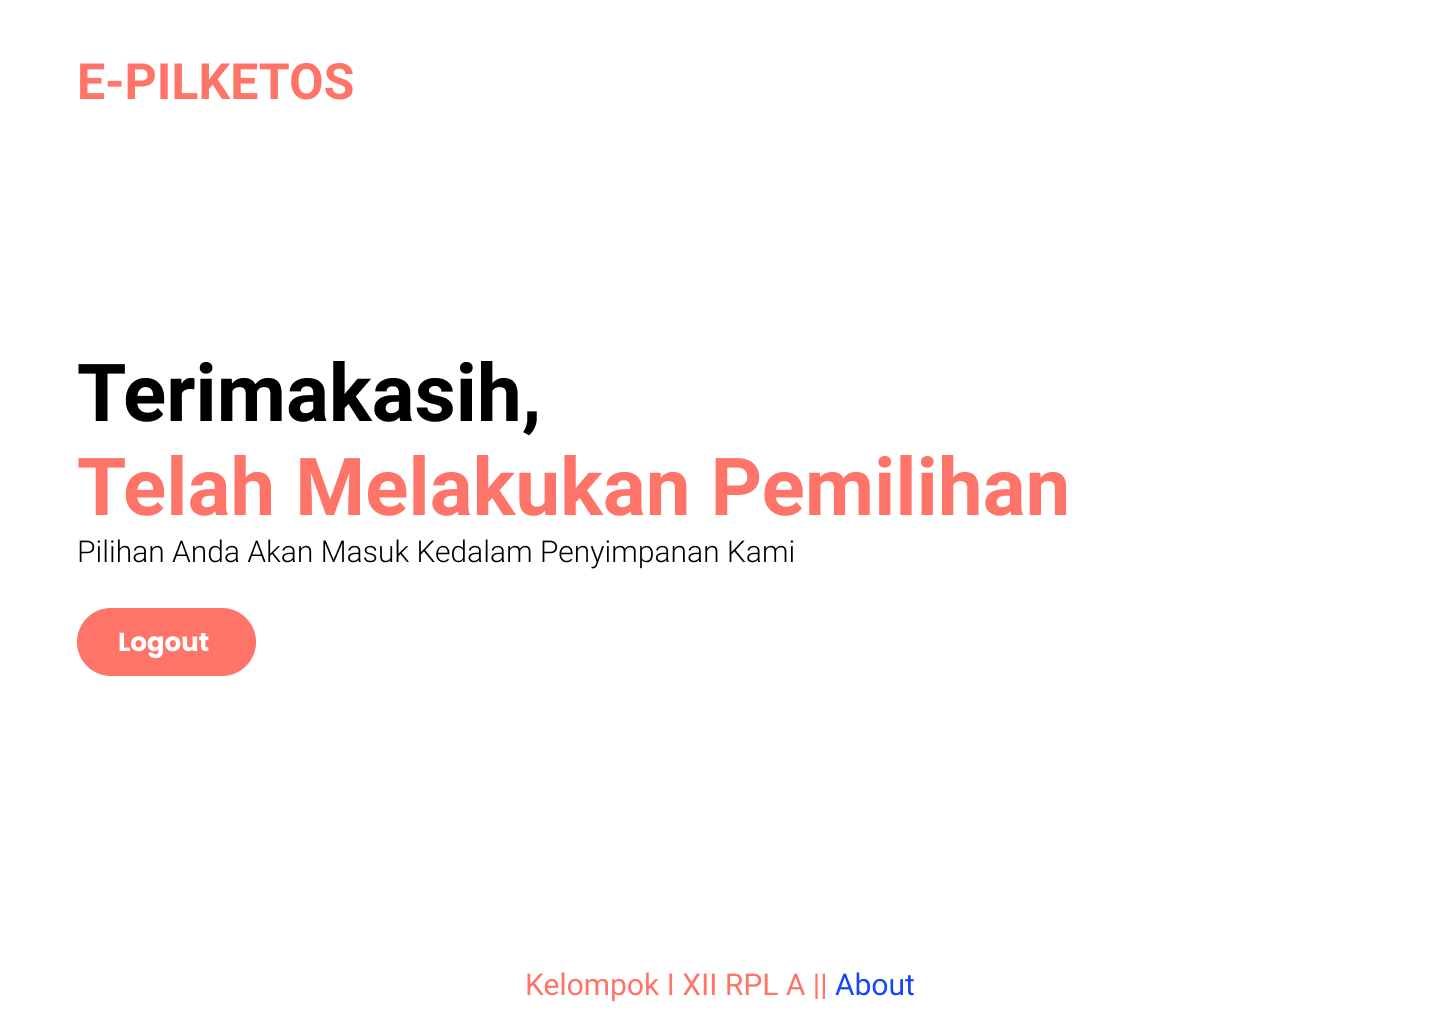 E-PILKETOS
Terimakasih,
Telah Melakukan Pemilihan
Pilihan Anda Akan Masuk Kedalam Penyimpanan Kami
Logout
Kelompok I XII RPL A || About